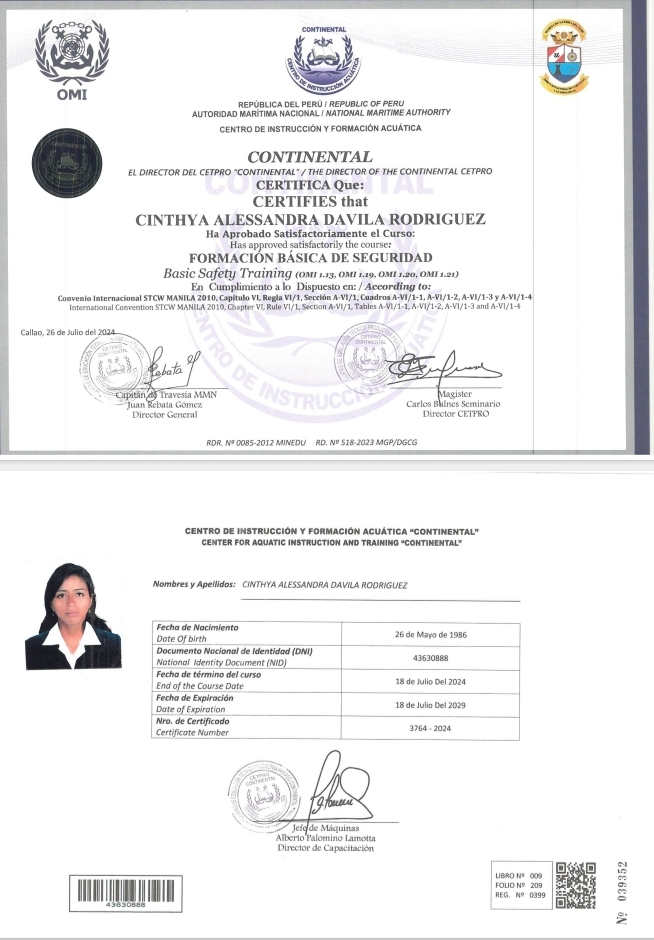 OMI
CONTINENTAL
CENTRO DE INSTRUCCIÓN ACUÁTICA
REPÚBLICA DEL PERÚ / REPUBLIC OF PERU
AUTORIDAD MARÍTIMA NACIONAL / NATIONAL MARITIME AUTHORITY
CENTRO DE INSTRUCCIÓN Y FORMACIÓN ACUÁTICA
CONTINENTAL
EL DIRECTOR DEL CETPRO "CONTINENTAL" / THE DIRECTOR OF THE CONTINENTAL CETPRO
CERTIFICA Que:
CERTIFIES that
CINTHYA ALESSANDRA DAVILA RODRIGUEZ
Ha Aprobado Satisfactoriamente el Curso:
Has approved satisfactorily the course:
FORMACIÓN BÁSICA DE SEGURIDAD
Basic Safety Training (OMI 1.13, OMI 1.19, OMI 1.20, OMI 1.21)
En Cumplimiento a lo Dispuesto en: / According to:
Convenio Internacional STCW MANILA 2010, Capítulo VI, Regla VI/1, Sección A-VI/1, Cuadros A-VI/1-1, A-VI/1-2, A-VI/1-3 y A-VI/1-4
International Convention STCW MANILA 2010, Chapter VI, Rule VI/1, Section A-VI/1, Tables A-VI/1-1, A-VI/1-2, A-VI/1-3 and A-VI/1-4
Callao, 26 de Julio del 2024
Capitán de Travesía MMN
Juan Rebata Gómez
Director General
Magister
Carlos Seminario
Director CETPRO
RDR. Nº 0085-2012 MINEDU RD. Nº 518-2023 MGP/DGCG
CENTRO DE INSTRUCCIÓN Y FORMACIÓN ACUÁTICA "CONTINENTAL"
CENTER FOR AQUATIC INSTRUCTION AND TRAINING "CONTINENTAL"
Nombres y Apellidos: CINTHYA ALESSANDRA DAVILA RODRIGUEZ
Fecha de Nacimiento
Date Of birth
26 de Mayo de 1986
Documento Nacional de Identidad (DNI)
National Identity Document (NID)
43630888
Fecha de término del curso
End of the Course Date
18 de Julio Del 2024
Fecha de Expiración
Date of Expiration
18 de Julio Del 2029
Nro. de Certificado
Certificate Number
3764 - 2024
CETPRO
CONTINENTAL
Jefe de Máquinas
Alberto Palomino Lamotta
Director de Capacitación
43630888
LIBRO Nº 009
FOLIO Nº 209
REG. Nº 0399
Nº 039352